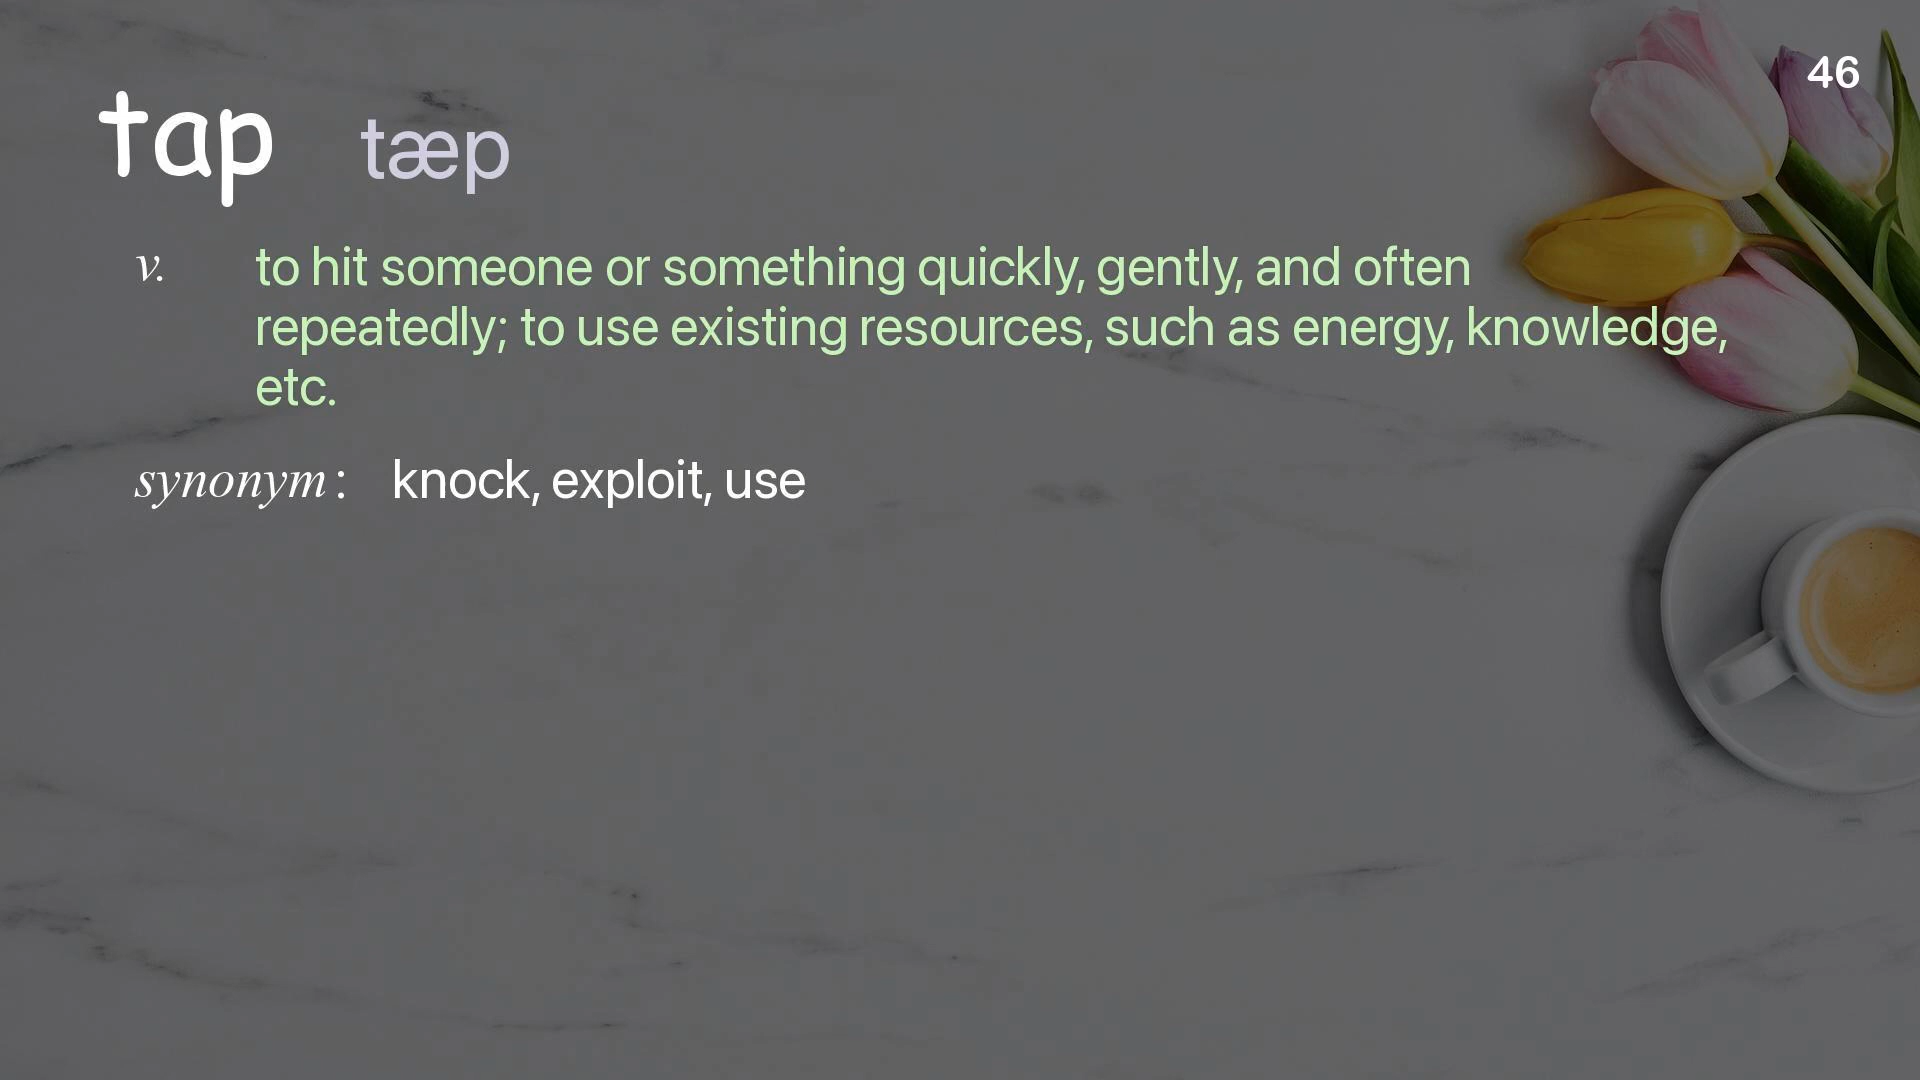 46
tap tæp
v. to hit someone or something quickly, gently, and often
repeatedly; to use existing resources, such as energy, knowledge,
etc.
synonym : knock, exploit, use